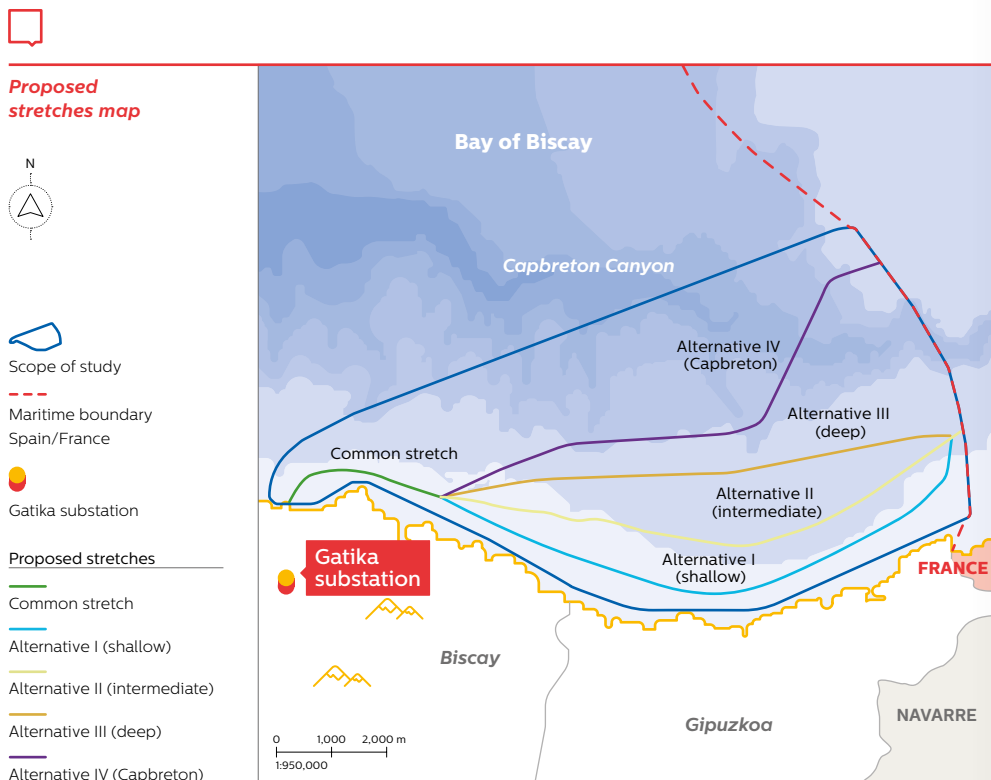 Proposed
stretches map
N
Scope of study
Maritime boundary
Spain/France
Gatika substation
Proposed stretches
Common stretch
Alternative I (shallow)
Alternative II (intermediate)
Alternative III (deep)
Alternative IV (Capbreton)
Bay of Biscay
Capbreton Canyon
Alternative IV
(Capbreton)
Alternative III
(deep)
Common stretch
Alternative II
(intermediate)
Alternative I
(shallow)
Gatika
substation
FRANCE
Biscay
Gipuzkoa
NAVARRE
0 1,000 2,000 m
1:950,000